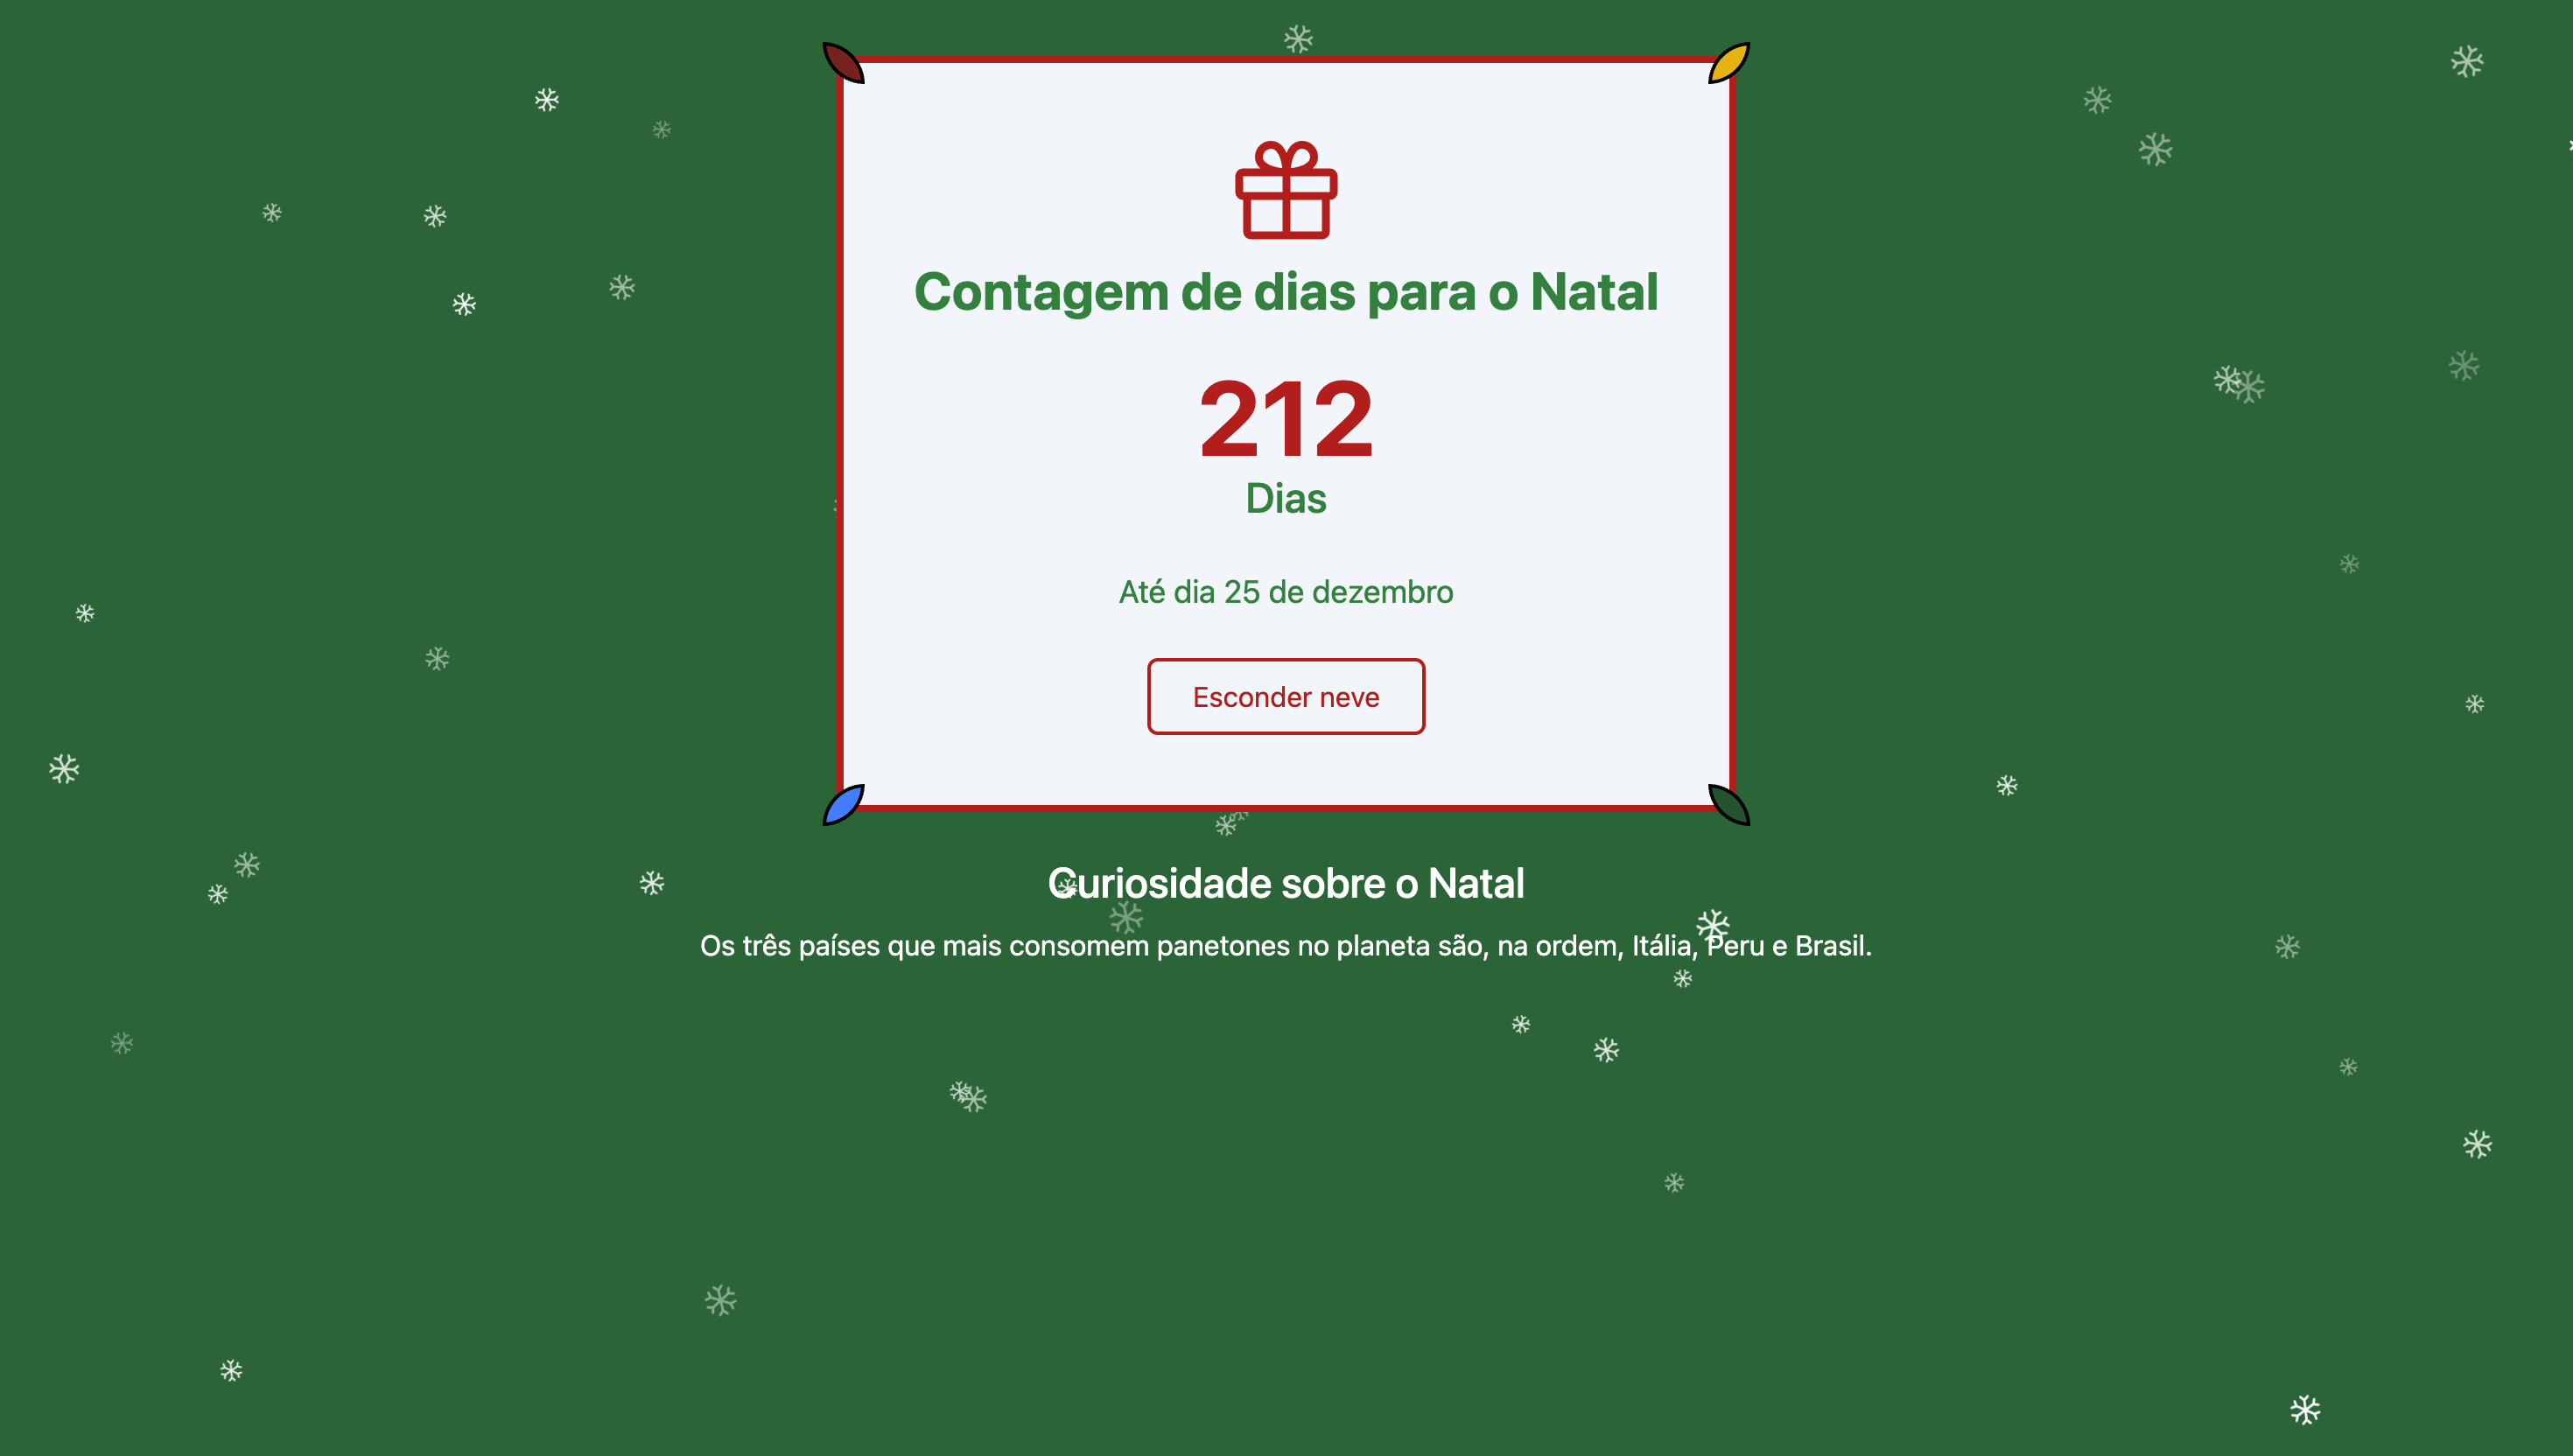 Contagem de dias para o Natal
212
Dias
Até dia 25 de dezembro
Esconder neve
Curiosidade sobre o Natal
Os três países que mais consomem panetones no planeta são, na ordem, Itália, Peru e Brasil.